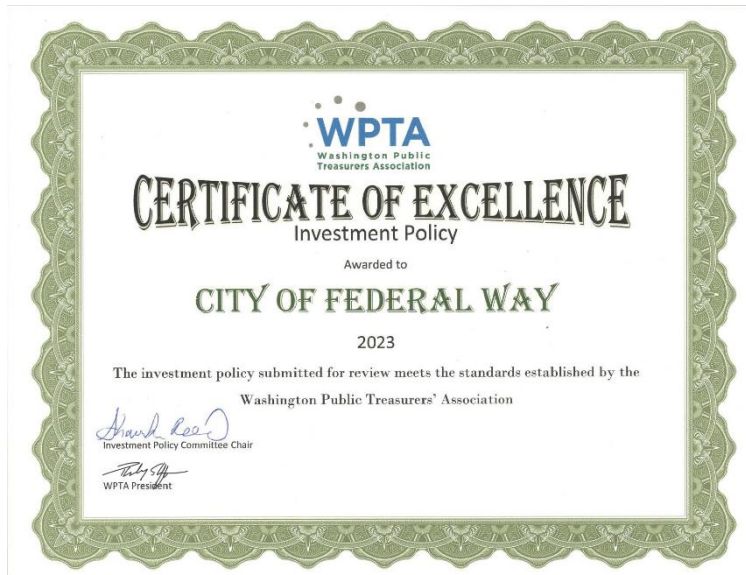 WPTA
Washington Public
Treasurers Association
CERTIFICATE OF EXCELLENCE
Investment Policy
Awarded to
CITY OF FEDERAL WAY
2023
The investment policy submitted for review meets the standards established by the
Washington Public Treasurers' Association
Investment Policy Committee Chair
WPTA President